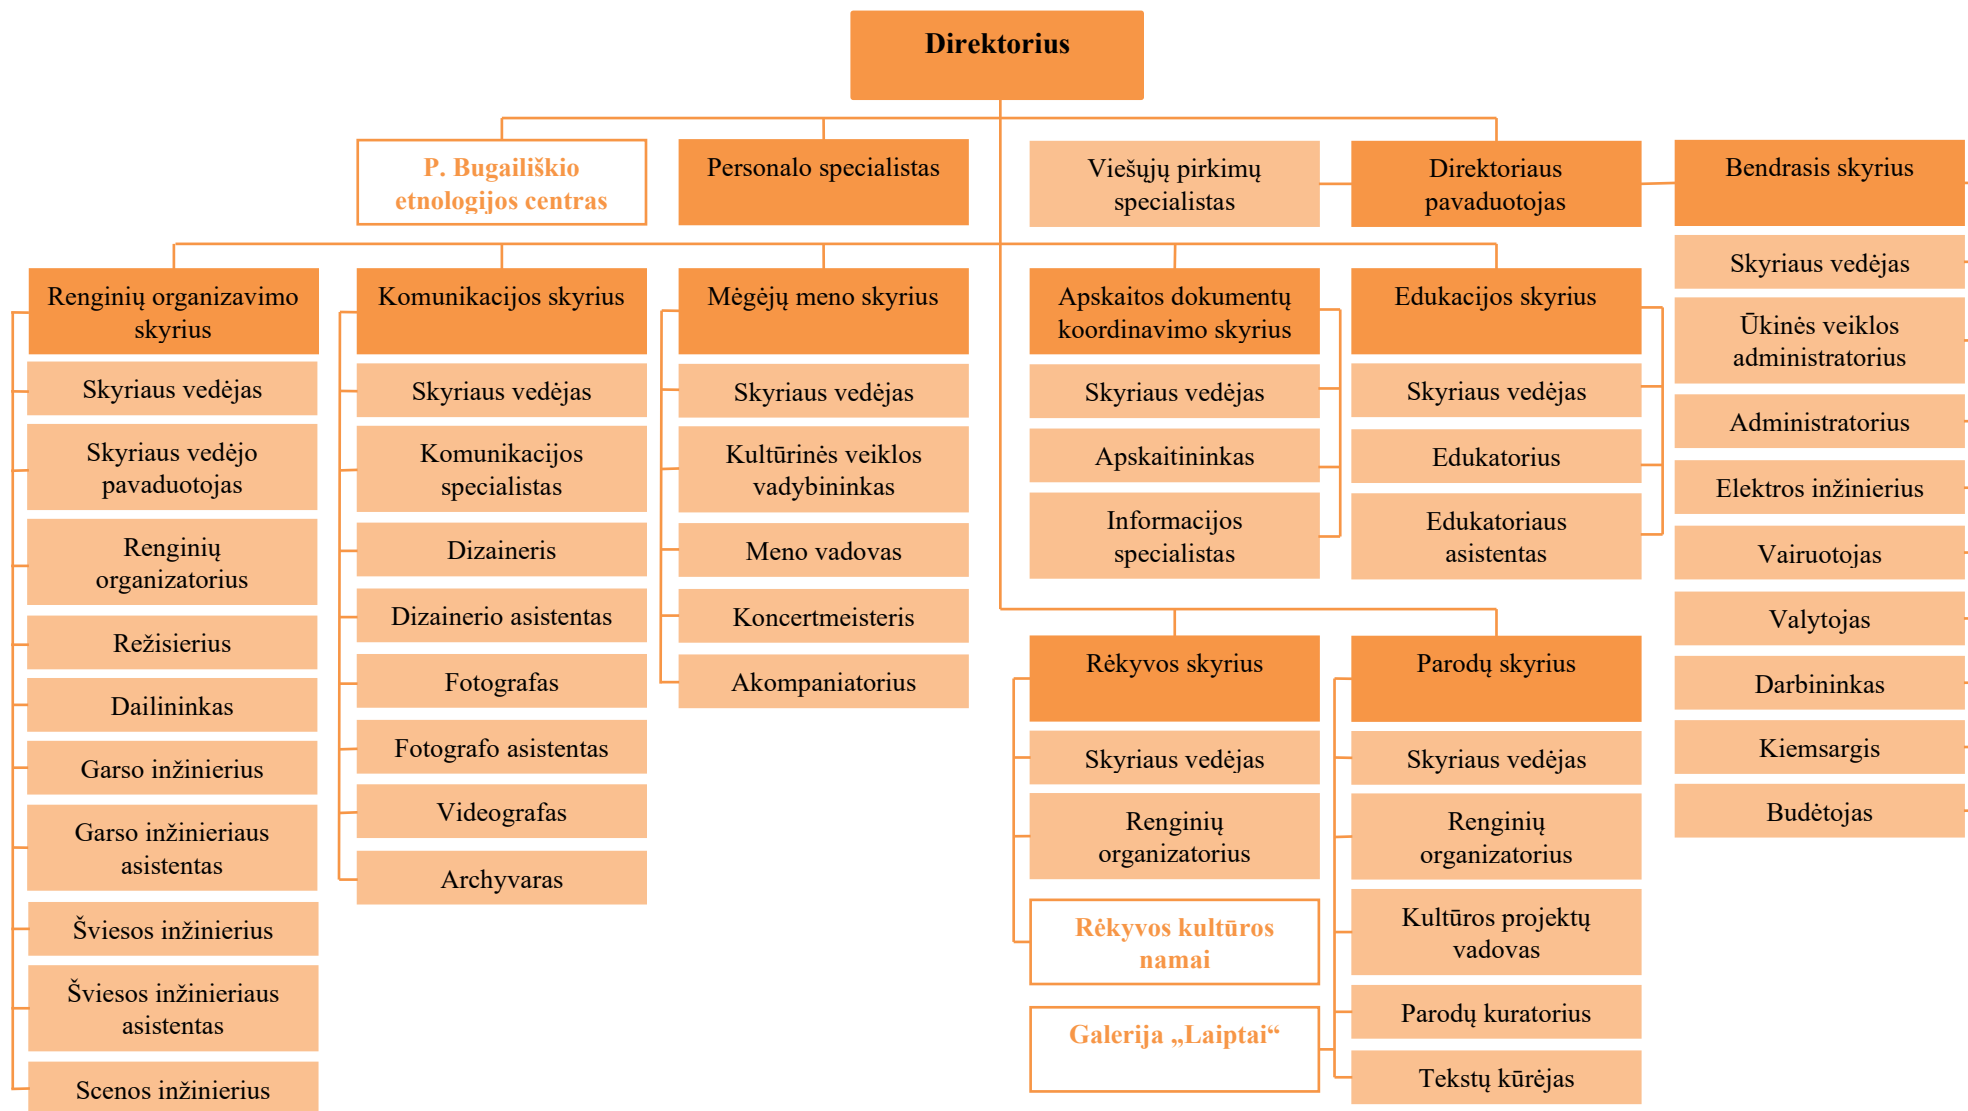 Direktorius
P. Bugailiškio
etnologijos centras
Personalo specialistas
Viešųjų pirkimų
specialistas
Direktoriaus
pavaduotojas
Bendrasis skyrius
Skyriaus vedėjas
Ūkinės veiklos
administratorius
Administratorius
Elektros inžinierius
Vairuotojas
Valytojas
Darbininkas
Kiemsargis
Budėtojas
Renginių organizavimo
skyrius
Skyriaus vedėjas
Skyriaus vedėjo
pavaduotojas
Renginių
organizatorius
Režisierius
Dailininkas
Garso inžinierius
Garso inžinieriaus
asistentas
Šviesos inžinierius
Šviesos inžinieriaus
asistentas
Scenos inžinierius
Komunikacijos skyrius
Skyriaus vedėjas
Komunikacijos
specialistas
Dizaineris
Dizainerio asistentas
Fotografas
Fotografo asistentas
Videografas
Archyvaras
Mėgėjų meno skyrius
Skyriaus vedėjas
Kultūrinės veiklos
vadybininkas
Meno vadovas
Koncertmeisteris
Akompaniatorius
Apskaitos dokumentų
koordinavimo skyrius
Skyriaus vedėjas
Apskaitininkas
Informacijos
specialistas
Edukacijos skyrius
Skyriaus vedėjas
Edukatorius
Edukatoriaus
asistentas
Rėkyvos skyrius
Skyriaus vedėjas
Renginių
organizatorius
Rėkyvos kultūros
namai
Parodų skyrius
Skyriaus vedėjas
Renginių
organizatorius
Kultūros projektų
vadovas
Parodų kuratorius
Galerija „Laiptai“
Tekstų kūrėjas